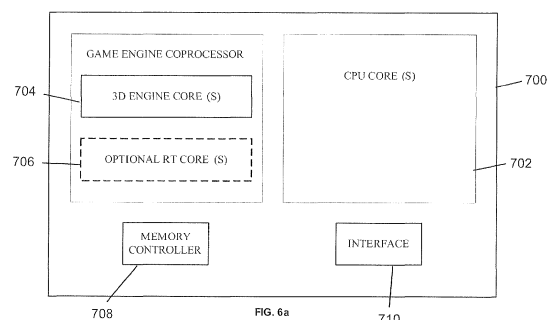 GAME ENGINE COPROCESSOR
704
3D ENGINE CORE (S)
CPU CORE (S)
700
706
OPTIONAL RT CORE (S)
702
MEMORY
CONTROLLER
INTERFACE
708
FIG. 6a
710